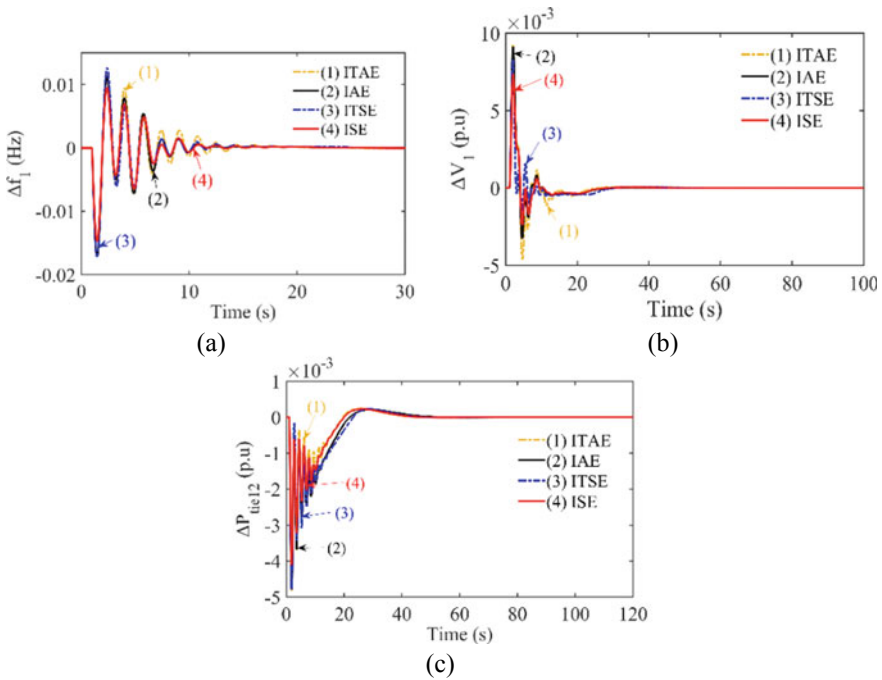 0.01
0
-0.01
-0.02
0
10
20
30
Δf₁ (Hz)
Time (s)
(1) ITAE
(2) IAE
(3) ITSE
(4) ISE
(1)
(2)
(3)
(4)
(a)
×10⁻³
10
5
0
-5
0
20
40
60
80
100
ΔV₁ (p.u)
Time (s)
(1) ITAE
(2) IAE
(3) ITSE
(4) ISE
(2)
(4)
(3)
(1)
(b)
×10⁻³
1
0
-1
-2
-3
-4
-5
0
20
40
60
80
100
120
ΔP_tie12 (p.u)
Time (s)
(1) ITAE
(2) IAE
(3) ITSE
(4) ISE
(1)
(4)
(3)
(2)
(c)